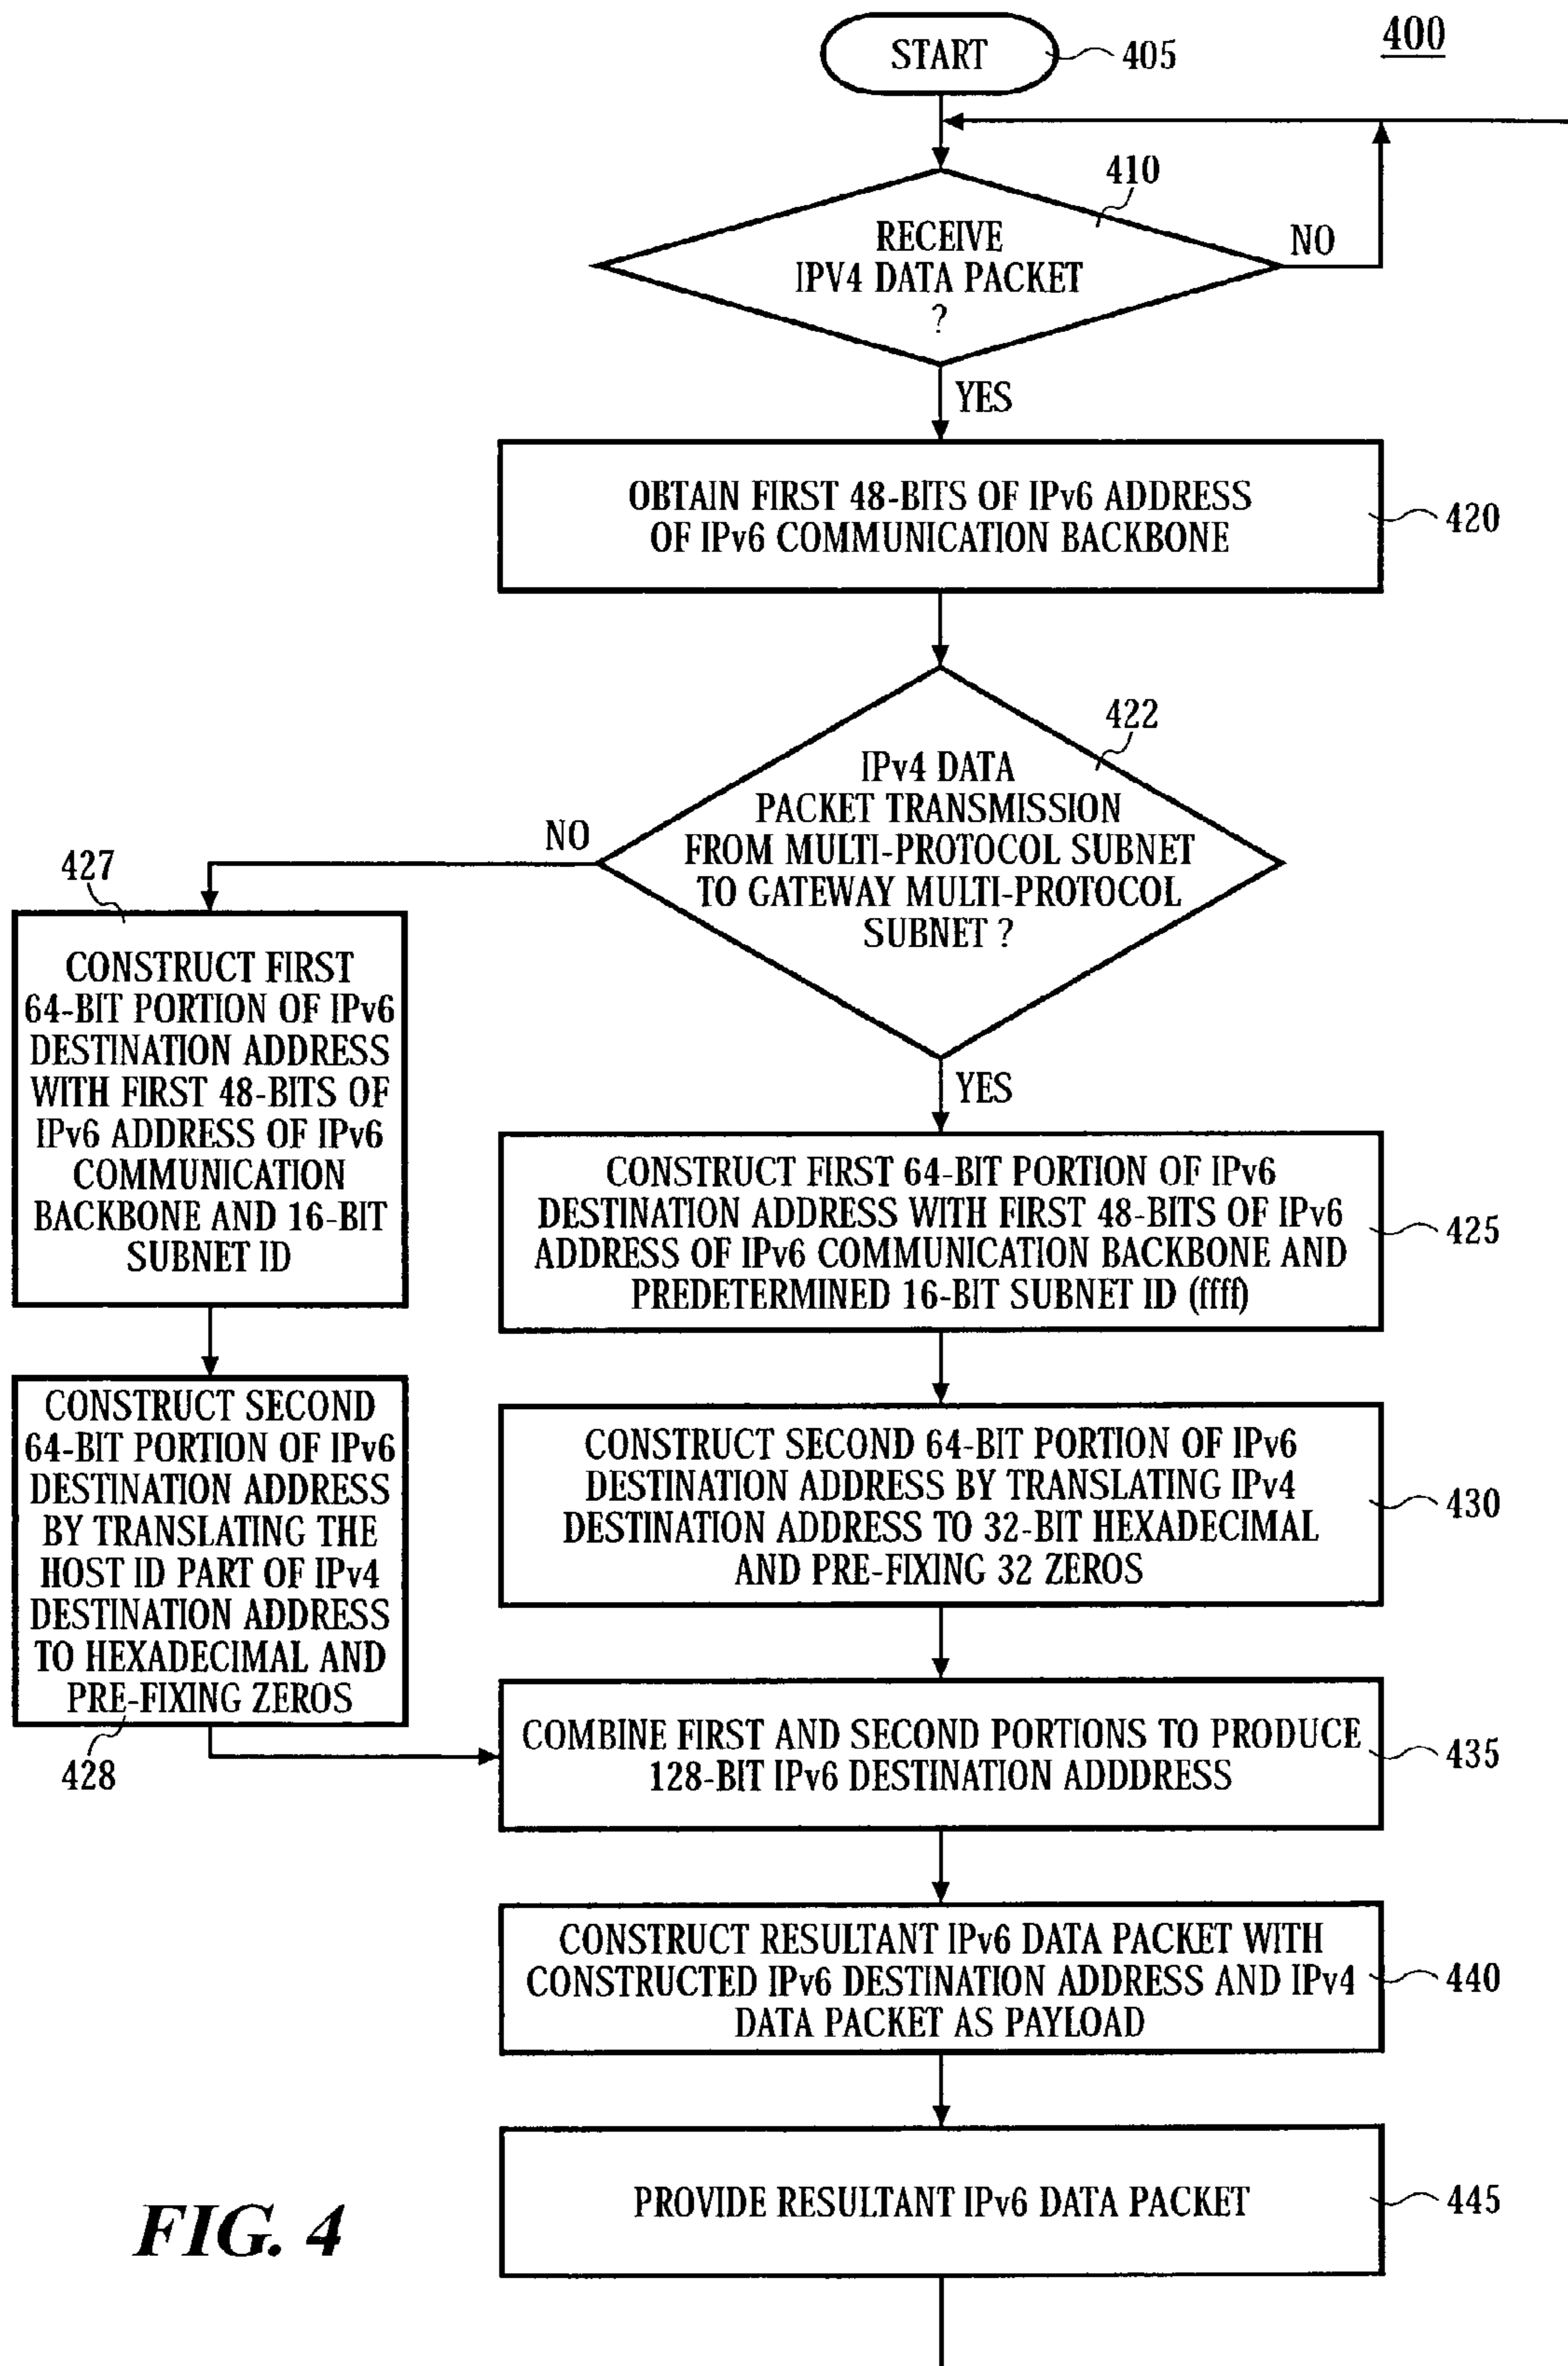 400
START
405
410
RECEIVE
IPV4 DATA PACKET
?
NO
YES
OBTAIN FIRST 48-BITS OF IPv6 ADDRESS
OF IPv6 COMMUNICATION BACKBONE
420
422
IPv4 DATA
PACKET TRANSMISSION
FROM MULTI-PROTOCOL SUBNET
TO GATEWAY MULTI-PROTOCOL
SUBNET ?
NO
YES
427
CONSTRUCT FIRST
64-BIT PORTION OF IPv6
DESTINATION ADDRESS
WITH FIRST 48-BITS OF
IPv6 ADDRESS OF IPv6
COMMUNICATION
BACKBONE AND 16-BIT
SUBNET ID
CONSTRUCT FIRST 64-BIT PORTION OF IPv6
DESTINATION ADDRESS WITH FIRST 48-BITS OF IPv6
ADDRESS OF IPv6 COMMUNICATION BACKBONE AND
PREDETERMINED 16-BIT SUBNET ID (ffff)
425
CONSTRUCT SECOND
64-BIT PORTION OF IPv6
DESTINATION ADDRESS
BY TRANSLATING THE
HOST ID PART OF IPv4
DESTINATION ADDRESS
TO HEXADECIMAL AND
PRE-FIXING ZEROS
428
CONSTRUCT SECOND 64-BIT PORTION OF IPv6
DESTINATION ADDRESS BY TRANSLATING IPv4
DESTINATION ADDRESS TO 32-BIT HEXADECIMAL
AND PRE-FIXING 32 ZEROS
430
COMBINE FIRST AND SECOND PORTIONS TO PRODUCE
128-BIT IPv6 DESTINATION ADDDRESS
435
CONSTRUCT RESULTANT IPv6 DATA PACKET WITH
CONSTRUCTED IPv6 DESTINATION ADDRESS AND IPv4
DATA PACKET AS PAYLOAD
440
PROVIDE RESULTANT IPv6 DATA PACKET
445
FIG. 4